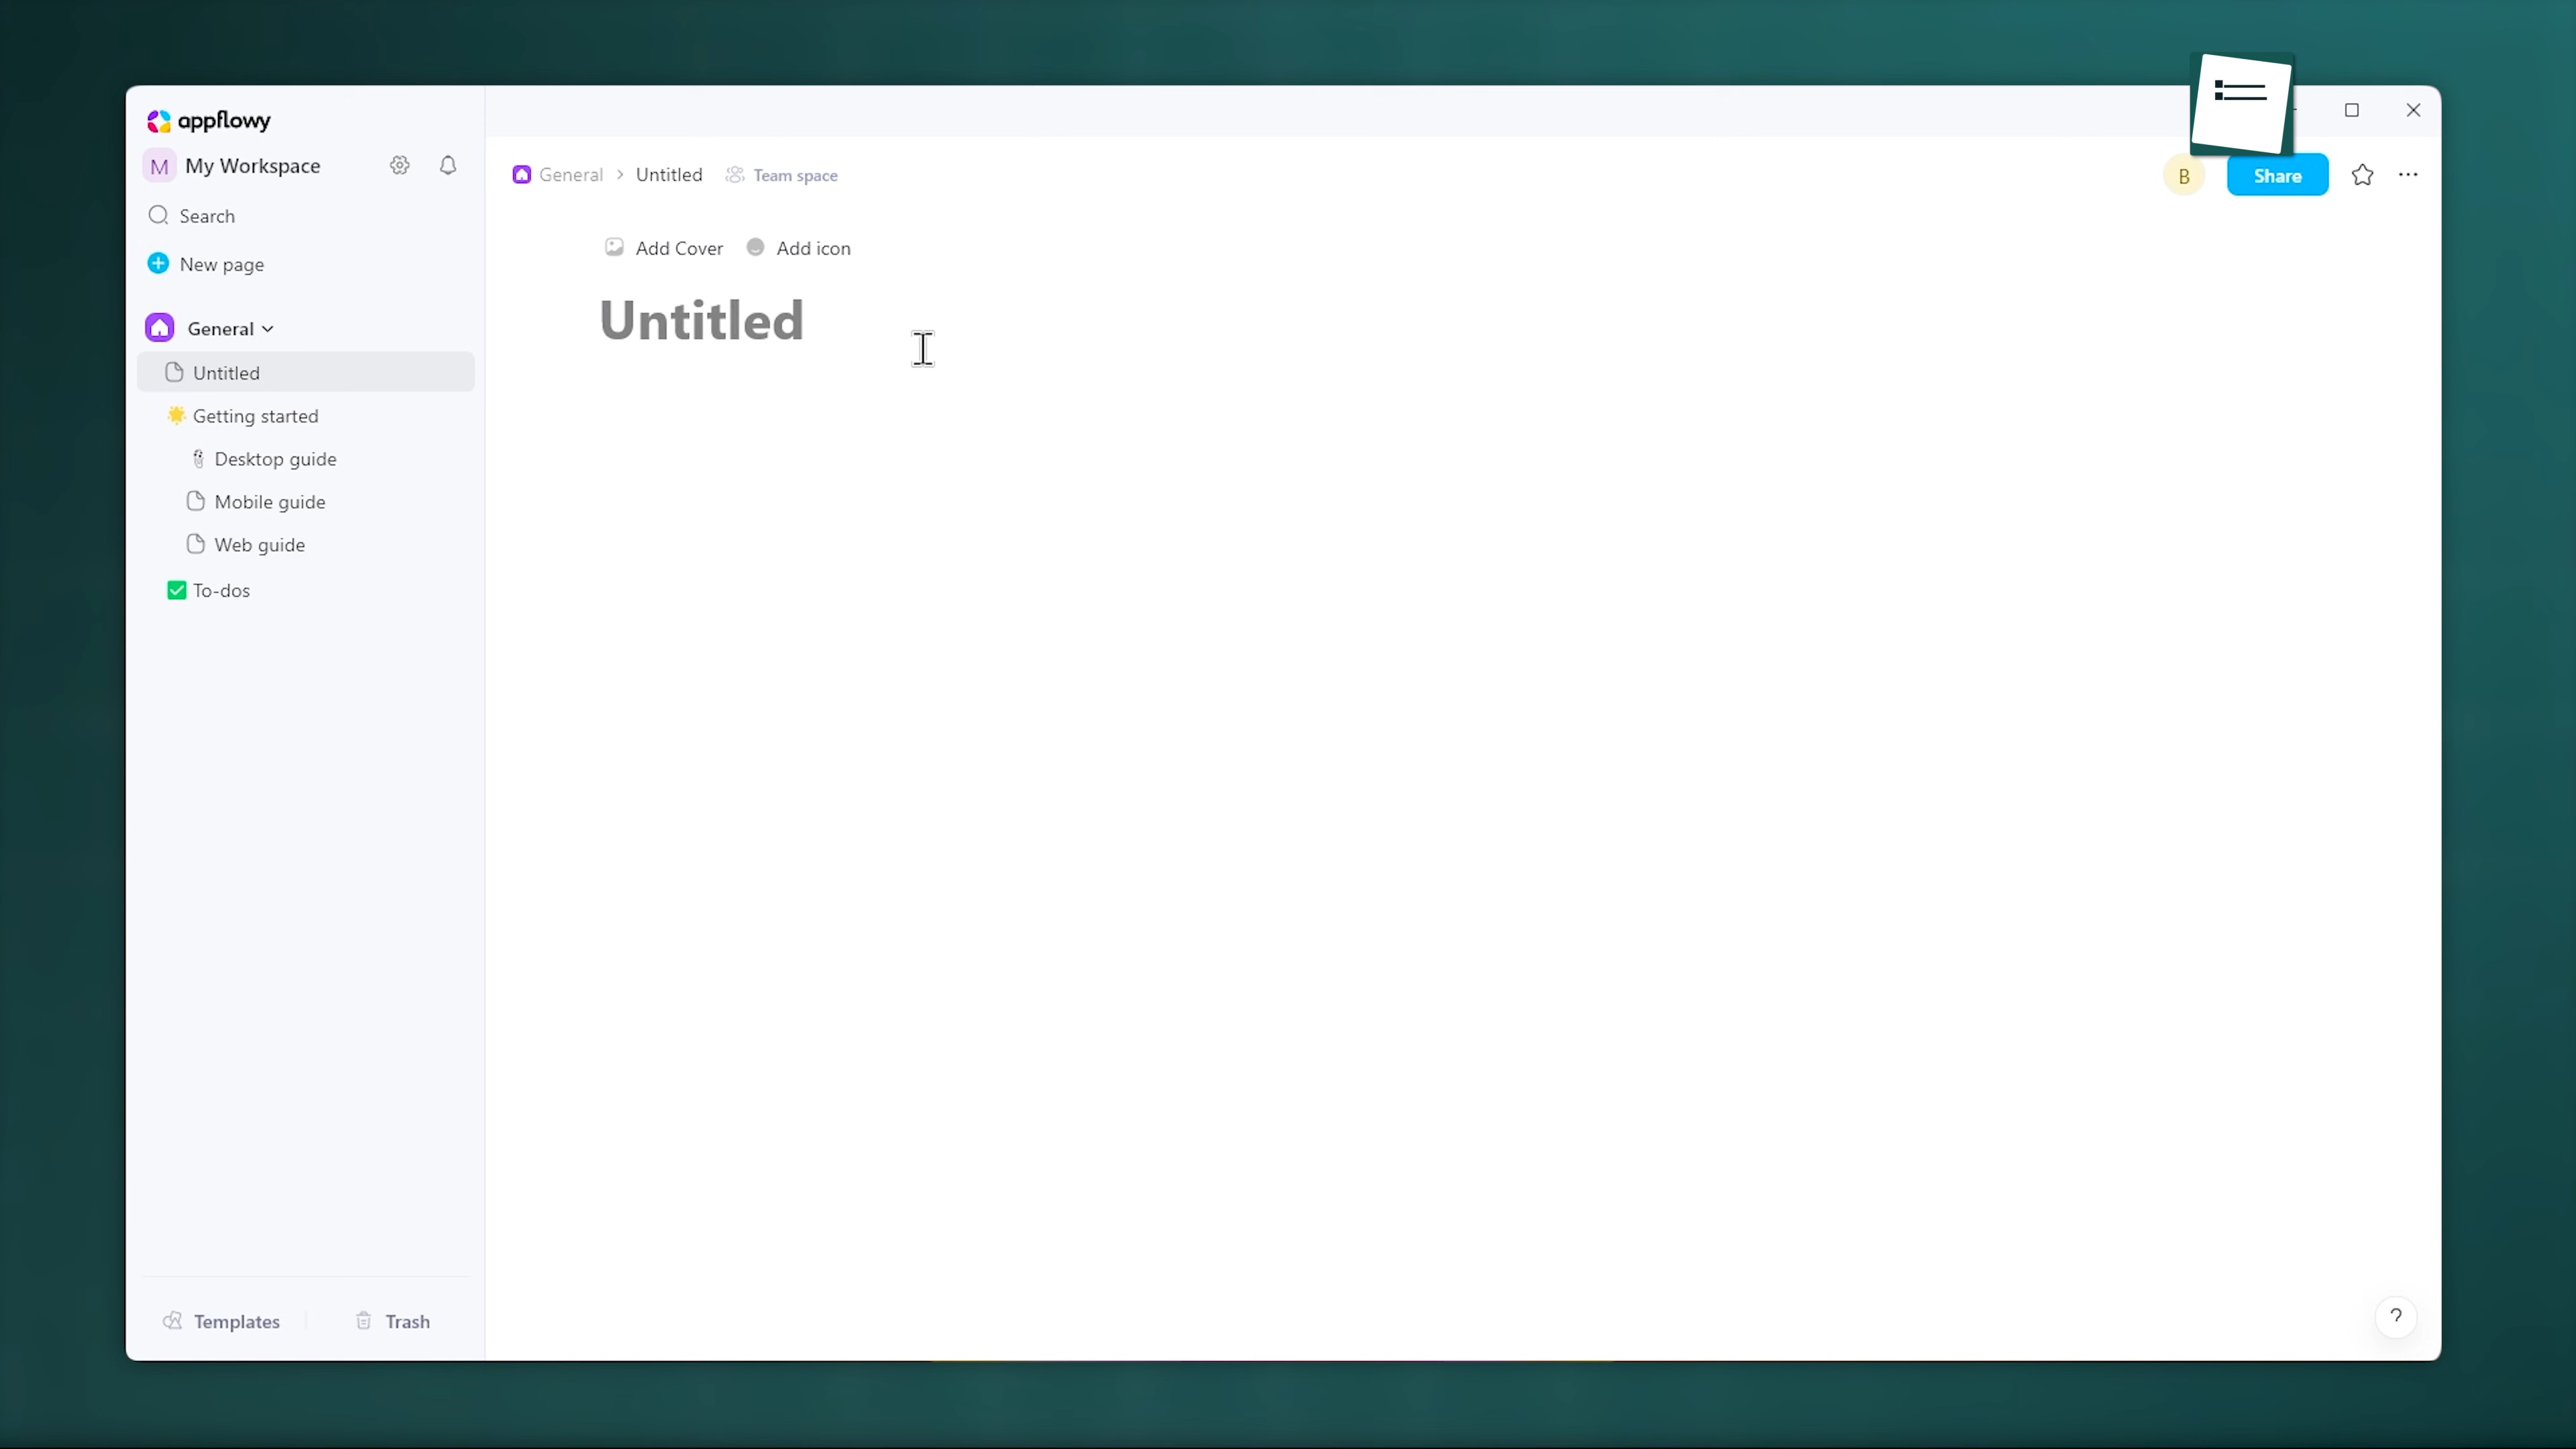 appflowy
M My Workspace
Search
New page
General
Untitled
Getting started
Desktop guide
Mobile guide
Web guide
To-dos
Templates
Trash
General > Untitled Team space
B
Share
Add Cover Add icon
Untitled
?